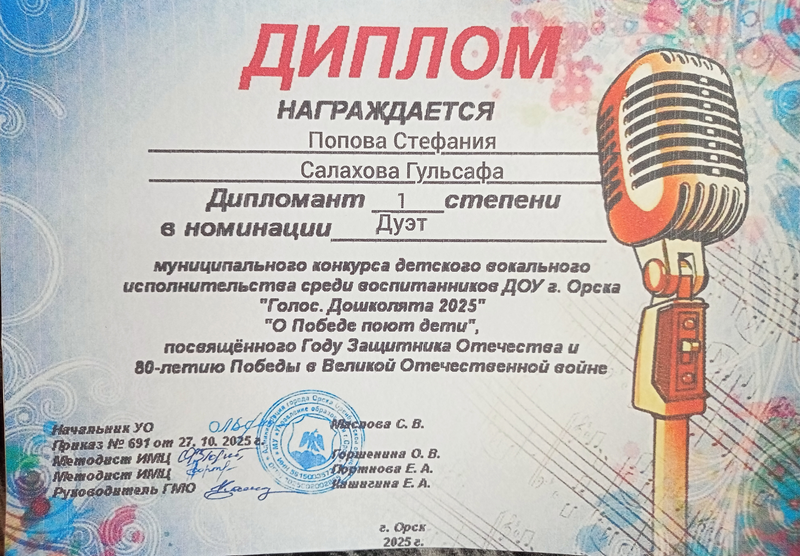 ДИПЛОМ
НАГРАЖДАЕТСЯ
Попова Стефания
Салахова Гульсафа
Дипломант 1 степени
в номинации Дуэт
муниципального конкурса детского вокального
исполнительства среди воспитанников ДОУ г. Орска
"Голос. Дошколята 2025"
"О Победе поют дети",
посвящённого Году Защитника Отечества и
80-летию Победы в Великой Отечественной войне
Начальник УО Маслова С. В.
Приказ № 691 от 27. 10. 2025 г.
Методист ИМЦ Горшенина О. В.
Методист ИМЦ Портнова Е. А.
Руководитель ГМО Кашигина Е. А.
г. Орск
2025 г.